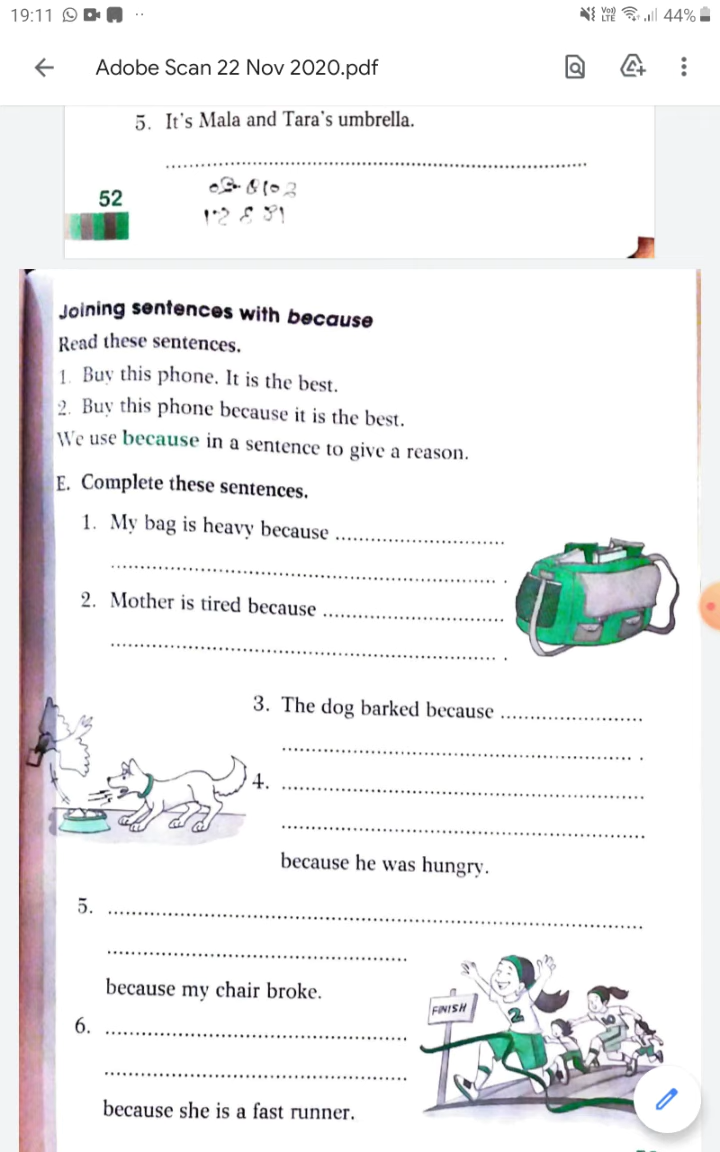 19:11
Vo)) LTE 44%
Adobe Scan 22 Nov 2020.pdf
5. It's Mala and Tara's umbrella.
52
Joining sentences with because
Read these sentences.
1. Buy this phone. It is the best.
2. Buy this phone because it is the best.
We use because in a sentence to give a reason.
E. Complete these sentences.
1. My bag is heavy because ..............................
.............................................................................. .
2. Mother is tired because ..............................
.............................................................................. .
3. The dog barked because ..............................
.............................................................................. .
4. ..............................................................................
..............................................................................
because he was hungry.
5. ..............................................................................
..............................................................................
because my chair broke.
FINISH
2
6. ..............................................................................
..............................................................................
because she is a fast runner.